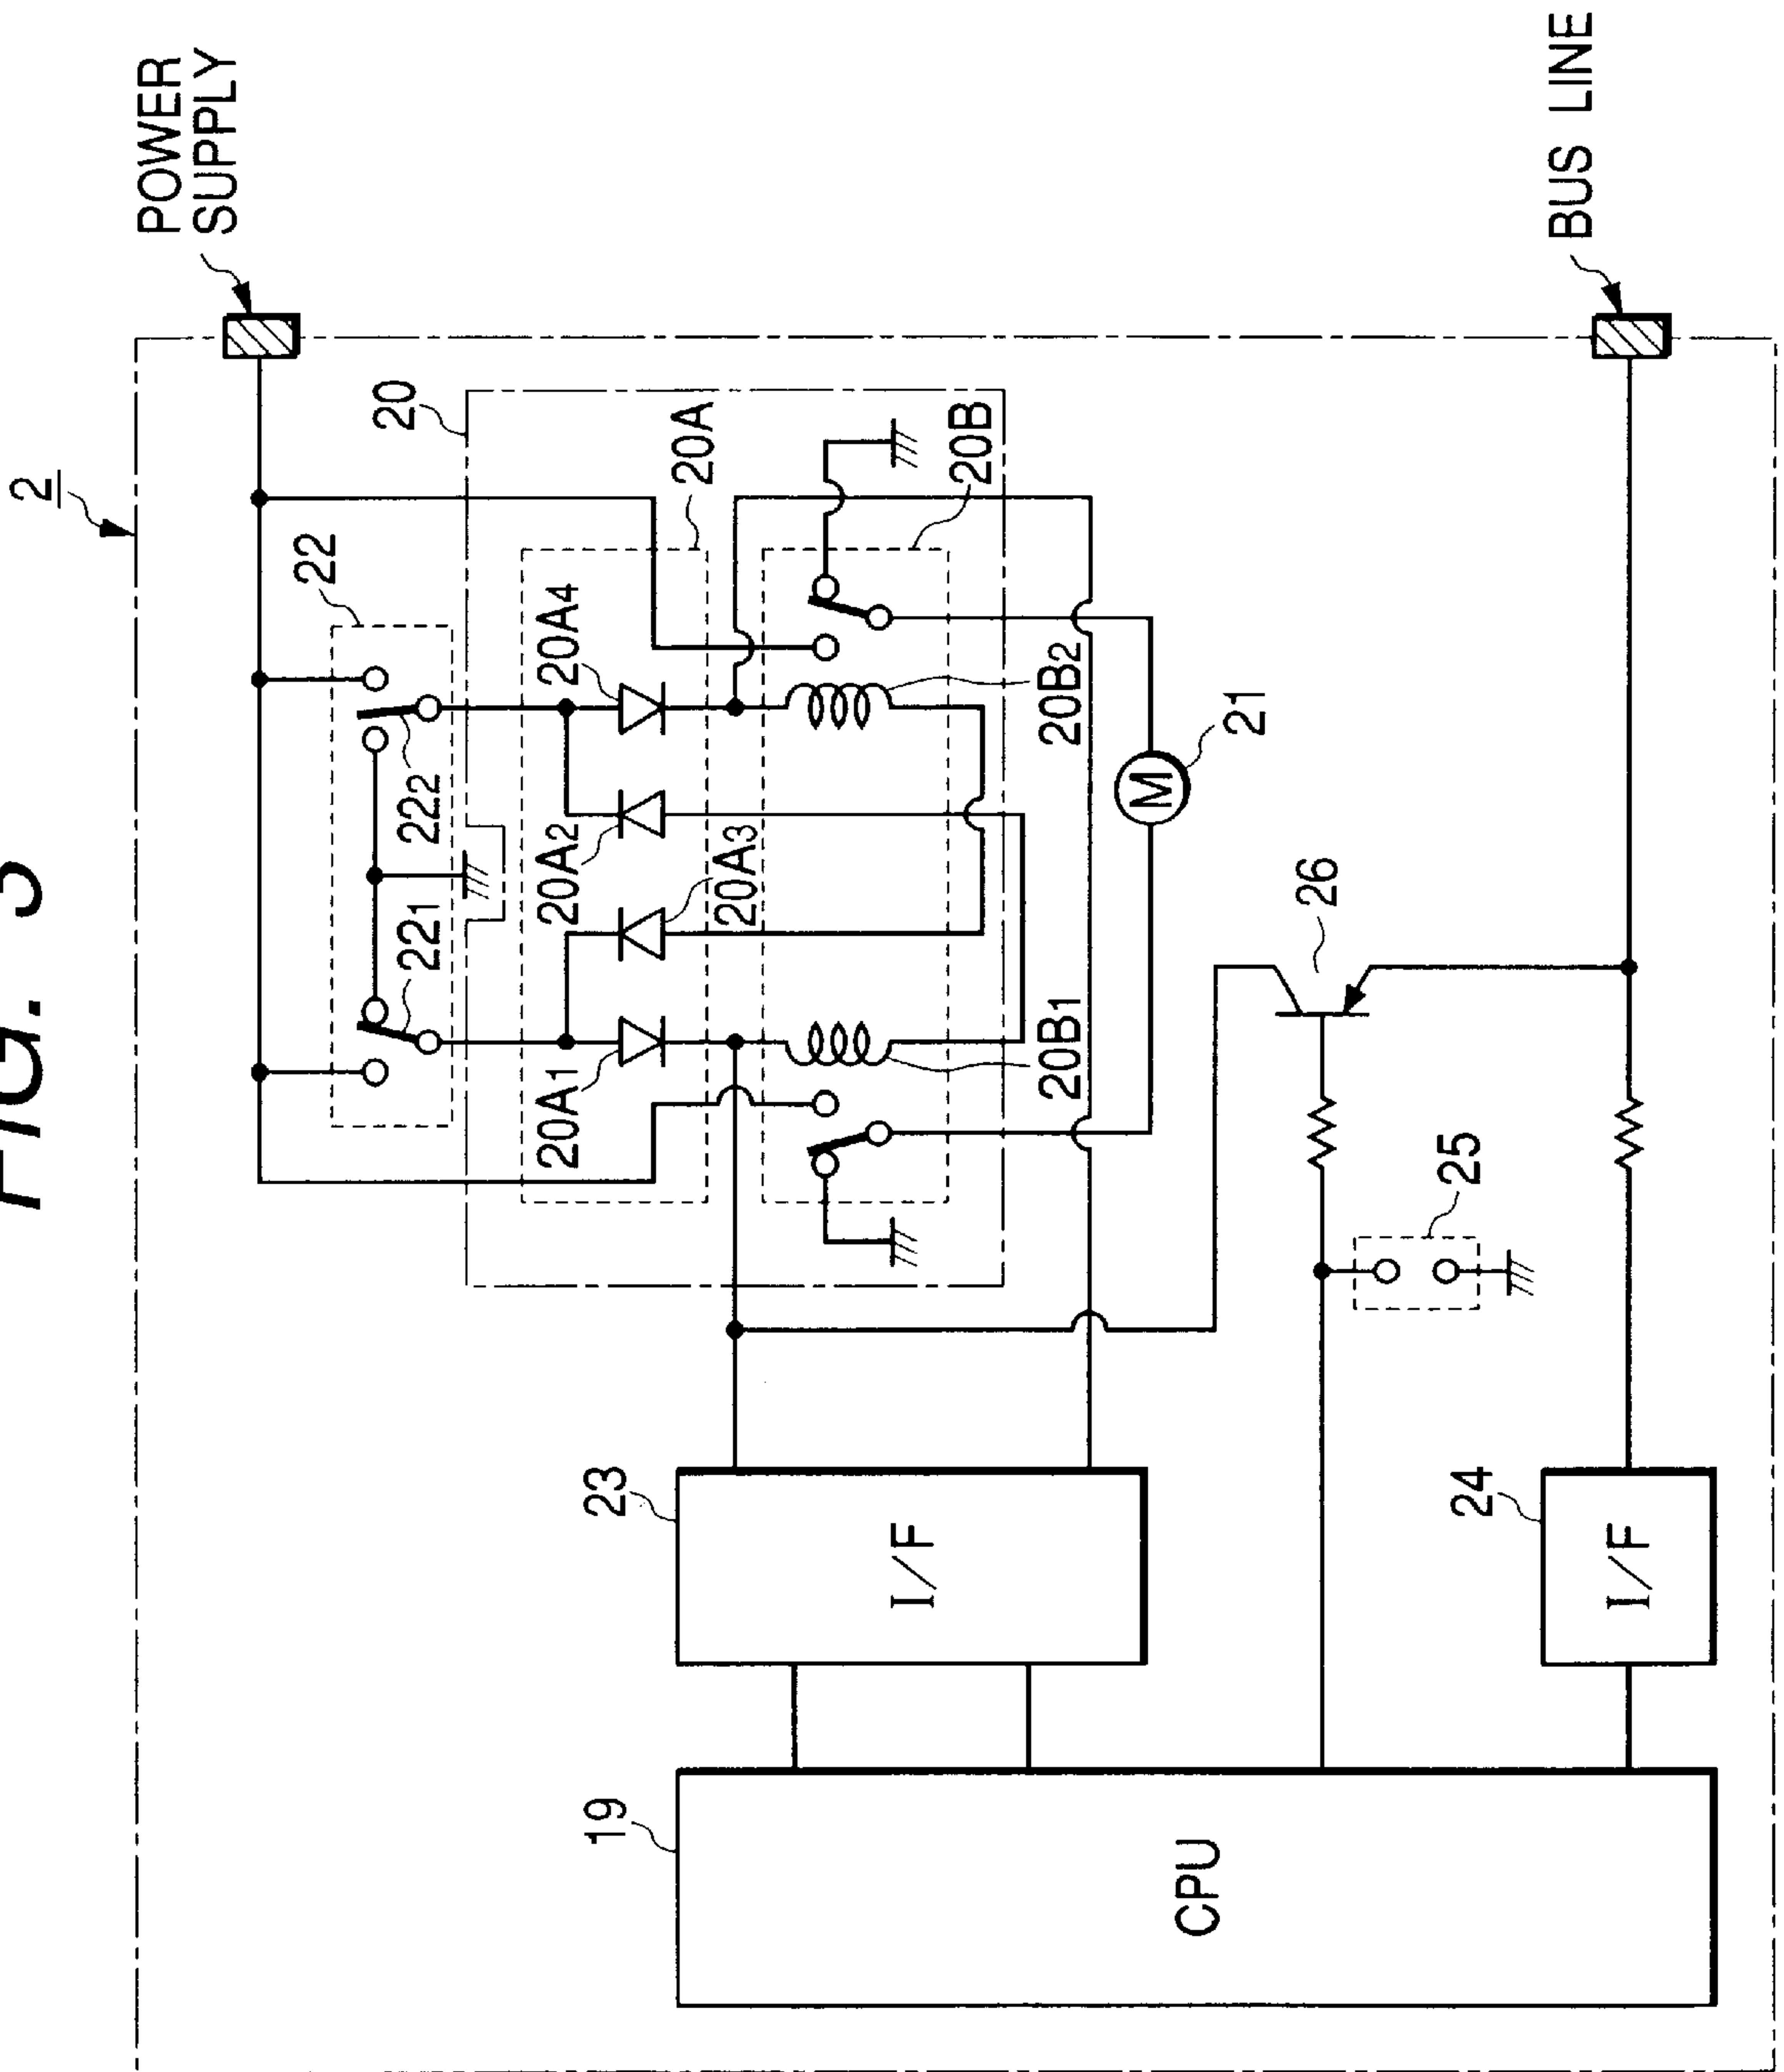 FIG. 3
2
POWER
SUPPLY
20
22
20A
222
221
20A4
20A2
20A3
20A1
20B
20B2
20B1
21
M
23
I/F
26
25
19
CPU
24
I/F
BUS LINE